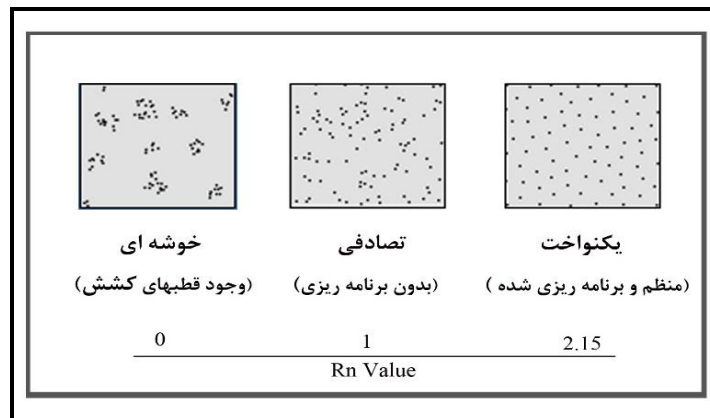 یکنواخت تصادفی خوشه ای
(منظم و برنامه ریزی شده ) (بدون برنامه ریزی) (وجود قطبهای کشش)
0 1 2.15
Rn Value